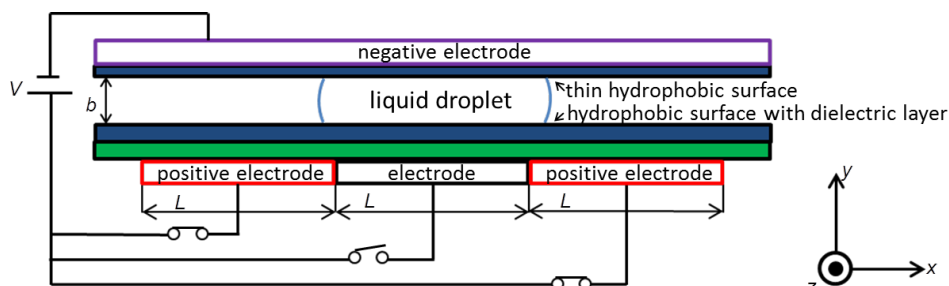 negative electrode
V
b
liquid droplet
thin hydrophobic surface
hydrophobic surface with dielectric layer
positive electrode
electrode
positive electrode
L
L
L
y
x
z